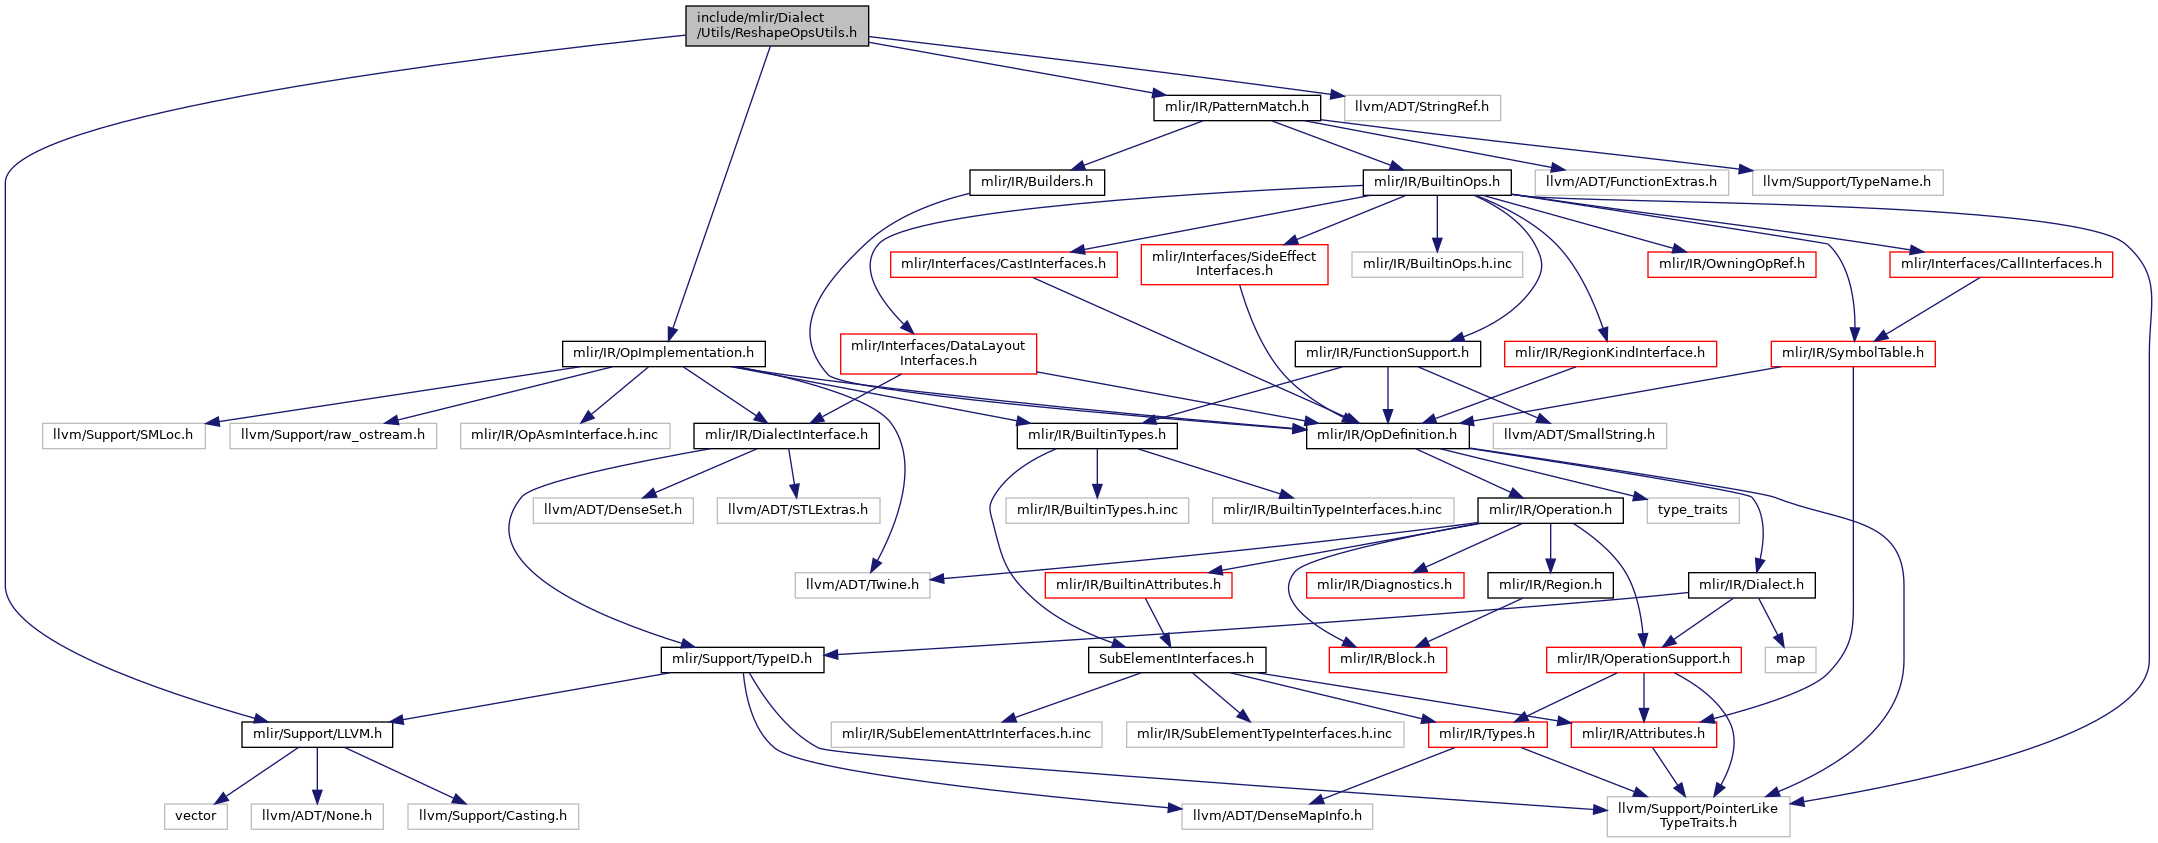 include/mlir/Dialect
/Utils/ReshapeOpsUtils.h
mlir/IR/PatternMatch.h
llvm/ADT/StringRef.h
mlir/IR/Builders.h
mlir/IR/BuiltinOps.h
llvm/ADT/FunctionExtras.h
llvm/Support/TypeName.h
mlir/Interfaces/CastInterfaces.h
mlir/Interfaces/SideEffect
Interfaces.h
mlir/IR/BuiltinOps.h.inc
mlir/IR/OwningOpRef.h
mlir/Interfaces/CallInterfaces.h
mlir/IR/OpImplementation.h
mlir/Interfaces/DataLayout
Interfaces.h
mlir/IR/FunctionSupport.h
mlir/IR/RegionKindInterface.h
mlir/IR/SymbolTable.h
llvm/Support/SMLoc.h
llvm/Support/raw_ostream.h
mlir/IR/OpAsmInterface.h.inc
mlir/IR/DialectInterface.h
mlir/IR/BuiltinTypes.h
mlir/IR/OpDefinition.h
llvm/ADT/SmallString.h
llvm/ADT/DenseSet.h
llvm/ADT/STLExtras.h
mlir/IR/BuiltinTypes.h.inc
mlir/IR/BuiltinTypeInterfaces.h.inc
mlir/IR/Operation.h
type_traits
llvm/ADT/Twine.h
mlir/IR/BuiltinAttributes.h
mlir/IR/Diagnostics.h
mlir/IR/Region.h
mlir/IR/Dialect.h
mlir/Support/TypeID.h
SubElementInterfaces.h
mlir/IR/Block.h
mlir/IR/OperationSupport.h
map
mlir/Support/LLVM.h
mlir/IR/SubElementAttrInterfaces.h.inc
mlir/IR/SubElementTypeInterfaces.h.inc
mlir/IR/Types.h
mlir/IR/Attributes.h
vector
llvm/ADT/None.h
llvm/Support/Casting.h
llvm/ADT/DenseMapInfo.h
llvm/Support/PointerLike
TypeTraits.h